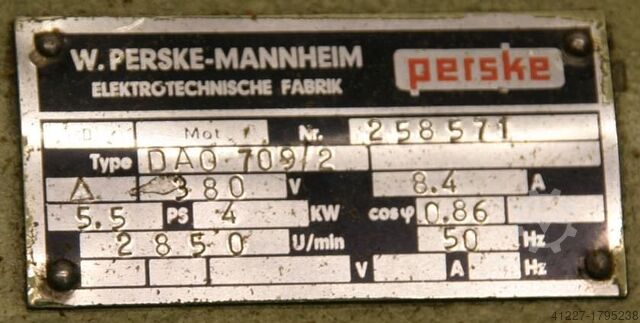 W. PERSKE-MANNHEIM
ELEKTROTECHNISCHE FABRIK
perske
D Mot. Nr. 258571
Type DAO 709/2
△ 380 V 8.4 A
5.5 PS 4 KW cosφ 0.86
2850 U/min 50 Hz
V A Hz
41227-1795238